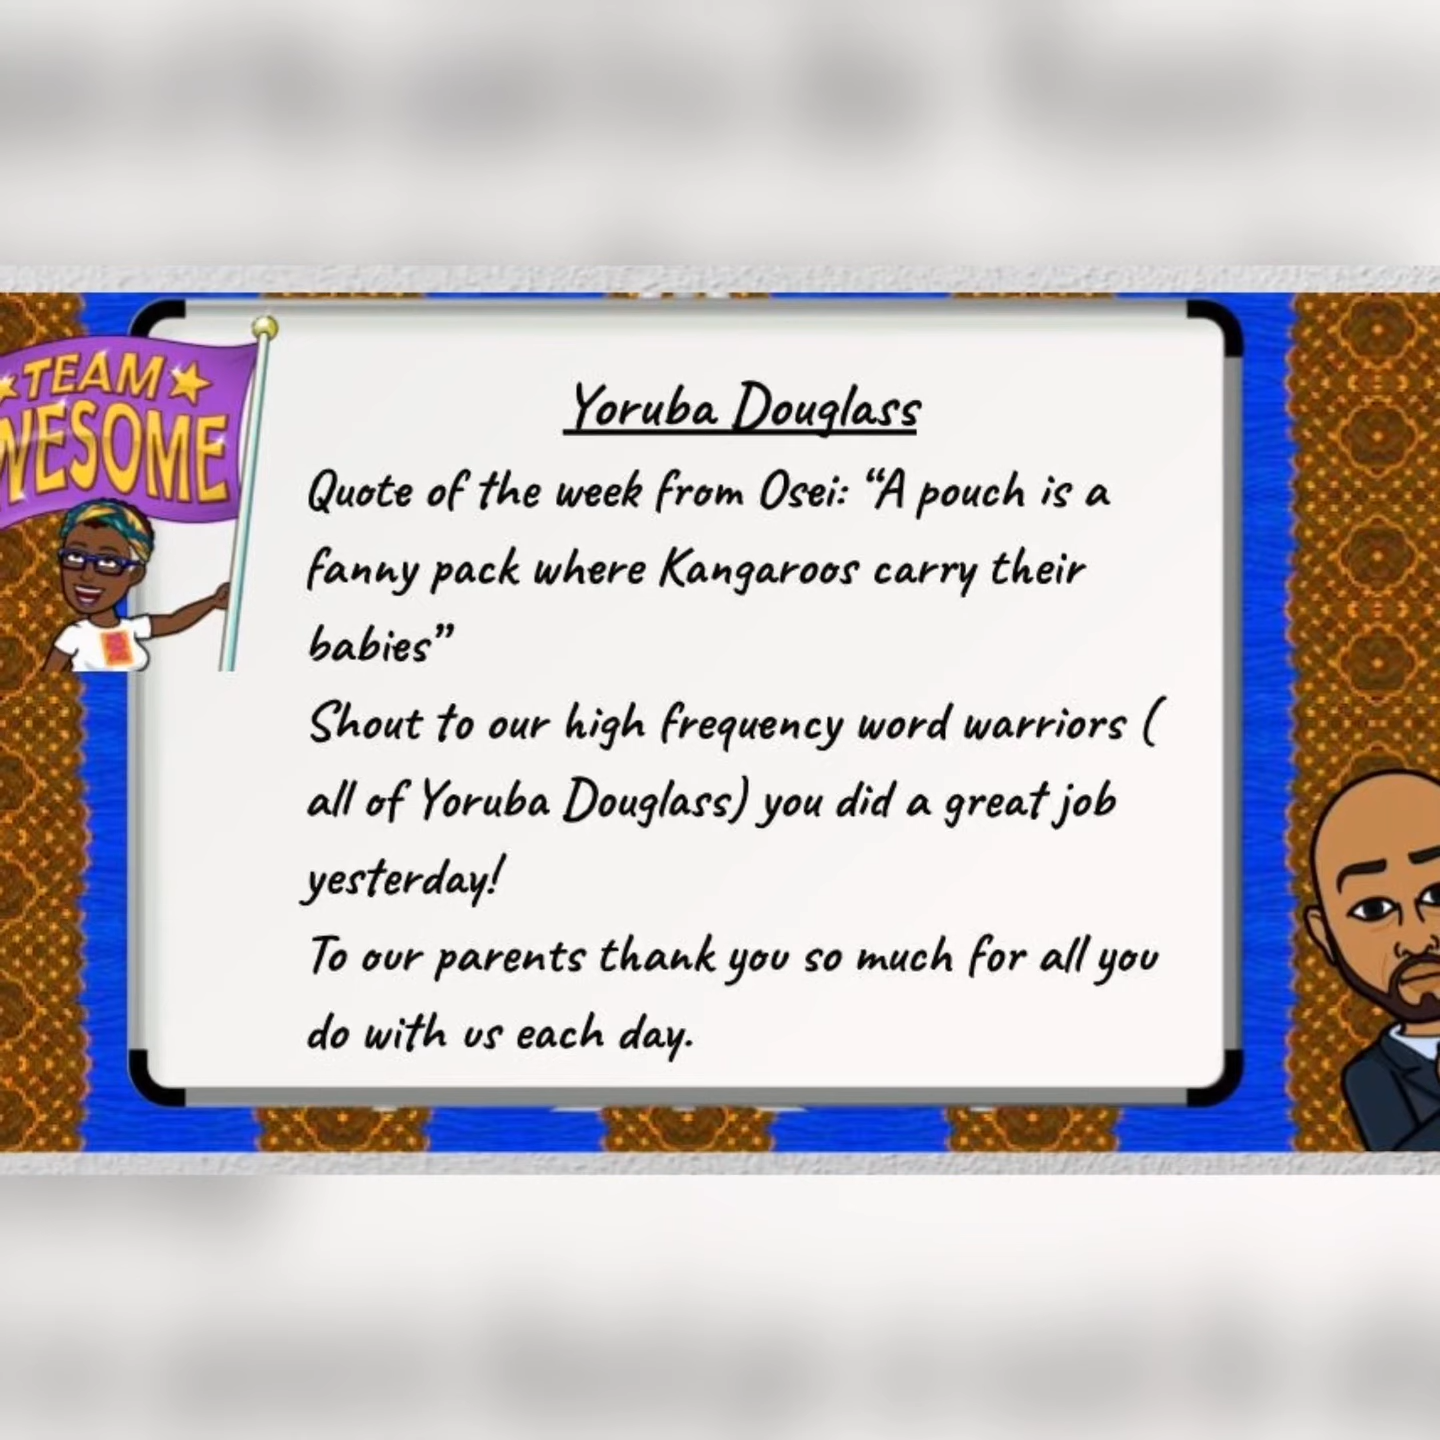 TEAM
WESOME
Yoruba Douglass
Quote of the week from Osei: “A pouch is a
fanny pack where Kangaroos carry their
babies”
Shout to our high frequency word warriors (
all of Yoruba Douglass) you did a great job
yesterday!
To our parents thank you so much for all you
do with us each day.